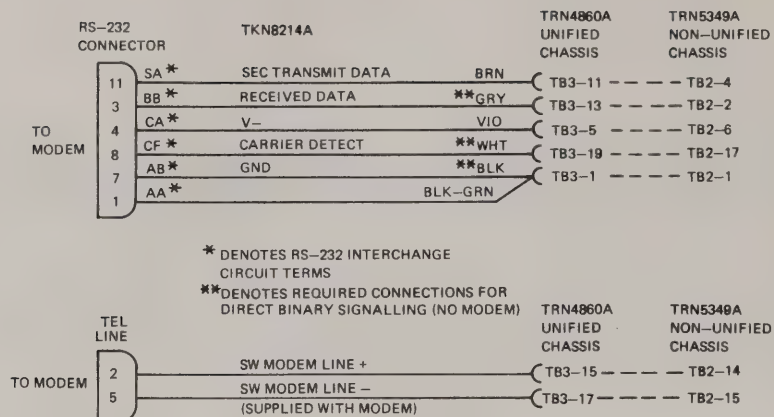 RS-232 CONNECTOR
TKN8214A
TRN4860A UNIFIED CHASSIS
TRN5349A NON-UNIFIED CHASSIS
TO MODEM
11 SA * SEC TRANSMIT DATA BRN TB3-11 TB2-4
3 BB * RECEIVED DATA **GRY TB3-13 TB2-2
4 CA * V- VIO TB3-5 TB2-6
8 CF * CARRIER DETECT **WHT TB3-19 TB2-17
7 AB * GND **BLK TB3-1 TB2-1
1 AA * BLK-GRN
* DENOTES RS-232 INTERCHANGE
CIRCUIT TERMS
**DENOTES REQUIRED CONNECTIONS FOR
DIRECT BINARY SIGNALLING (NO MODEM)
TEL LINE
TRN4860A UNIFIED CHASSIS
TRN5349A NON-UNIFIED CHASSIS
TO MODEM
2 SW MODEM LINE + TB3-15 TB2-14
5 SW MODEM LINE - TB3-17 TB2-15
(SUPPLIED WITH MODEM)